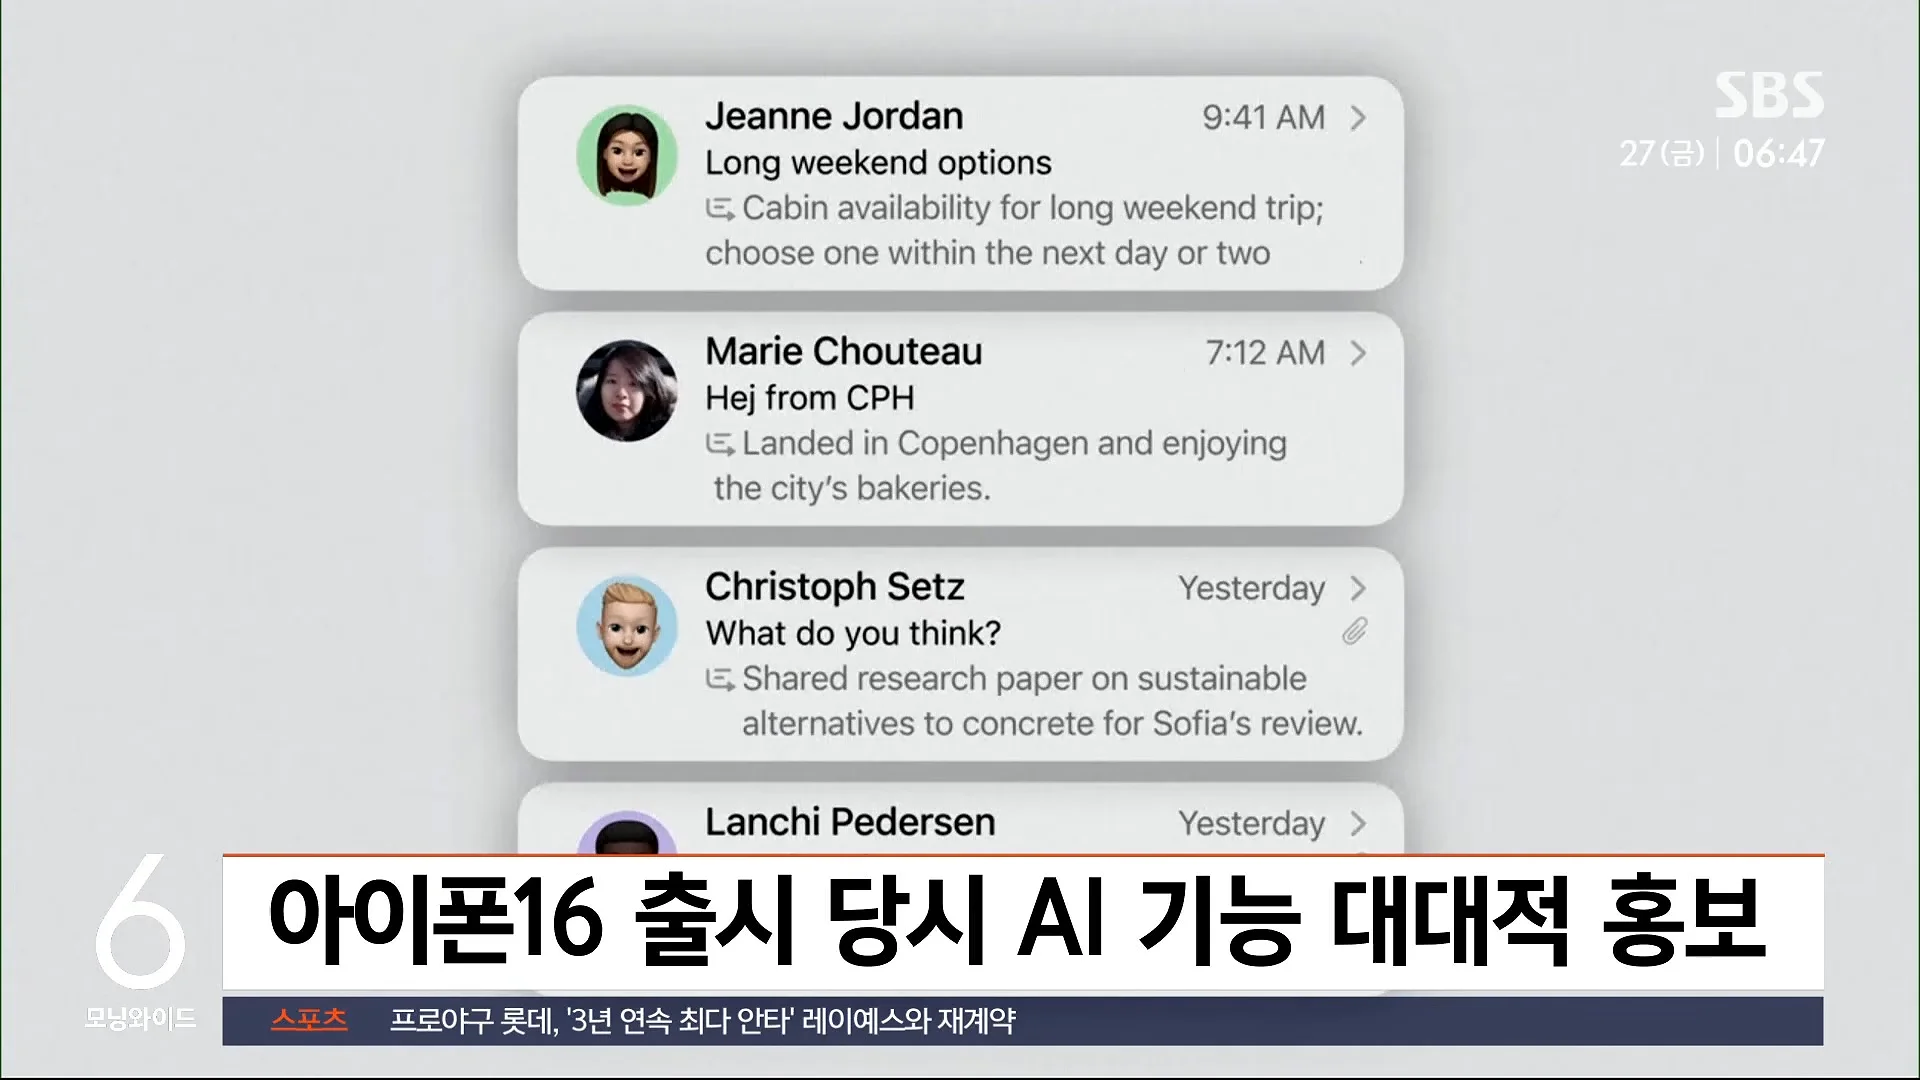 SBS
27(금) | 06:47
Jeanne Jordan 9:41 AM
Long weekend options
Cabin availability for long weekend trip;
choose one within the next day or two
Marie Chouteau 7:12 AM
Hej from CPH
Landed in Copenhagen and enjoying
the city's bakeries.
Christoph Setz Yesterday
What do you think?
Shared research paper on sustainable
alternatives to concrete for Sofia's review.
Lanchi Pedersen Yesterday
6
모닝와이드
아이폰16 출시 당시 AI 기능 대대적 홍보
스포츠 프로야구 롯데, '3년 연속 최다 안타' 레이예스와 재계약